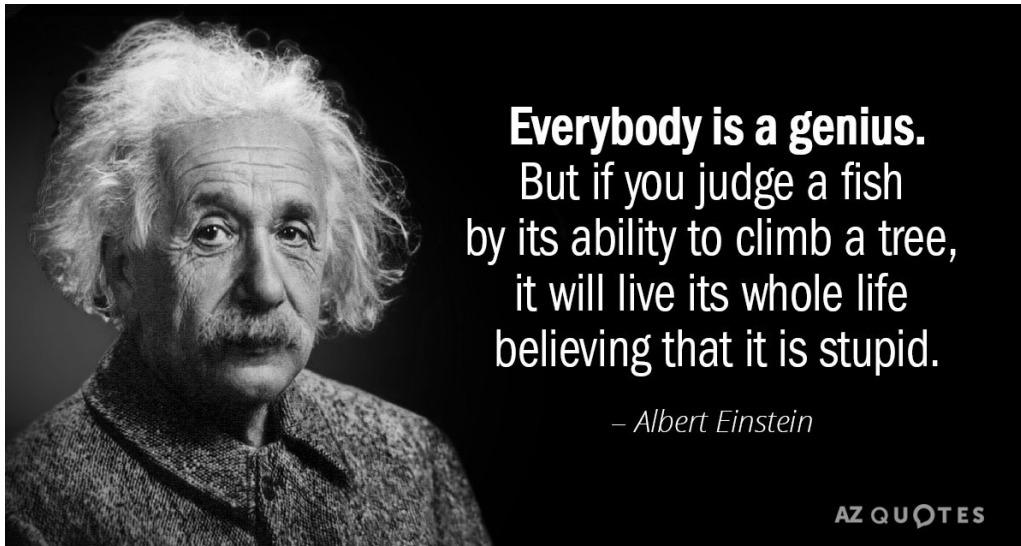 Everybody is a genius.
But if you judge a fish
by its ability to climb a tree,
it will live its whole life
believing that it is stupid.
– Albert Einstein
AZ QUOTES